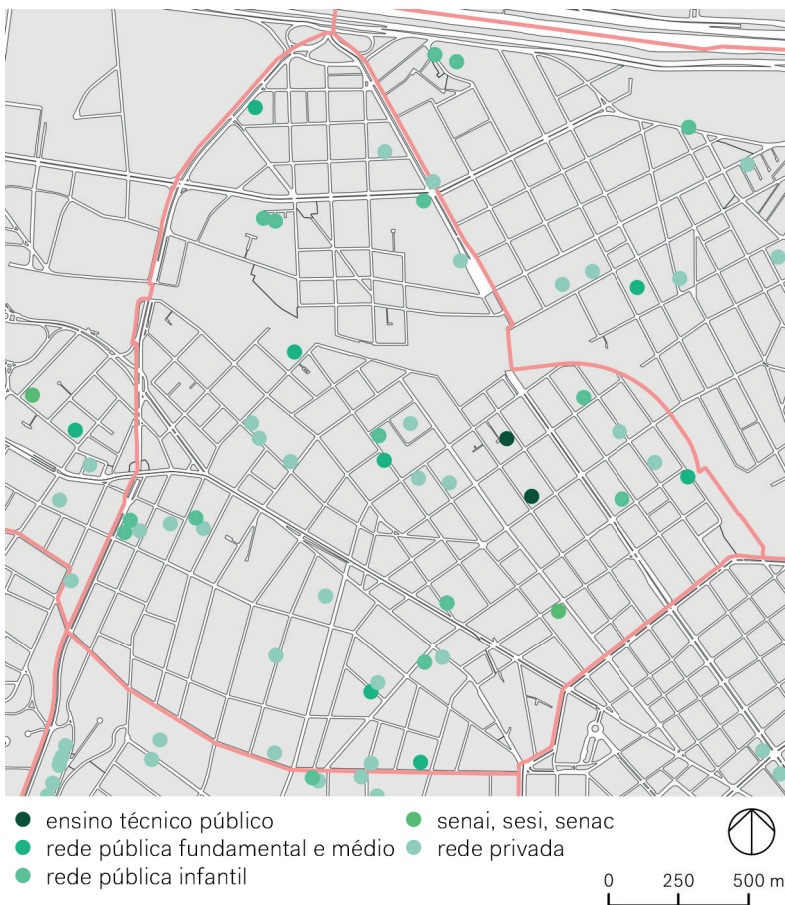 ensino técnico público
rede pública fundamental e médio
rede pública infantil
senai, sesi, senac
rede privada
0 250 500 m